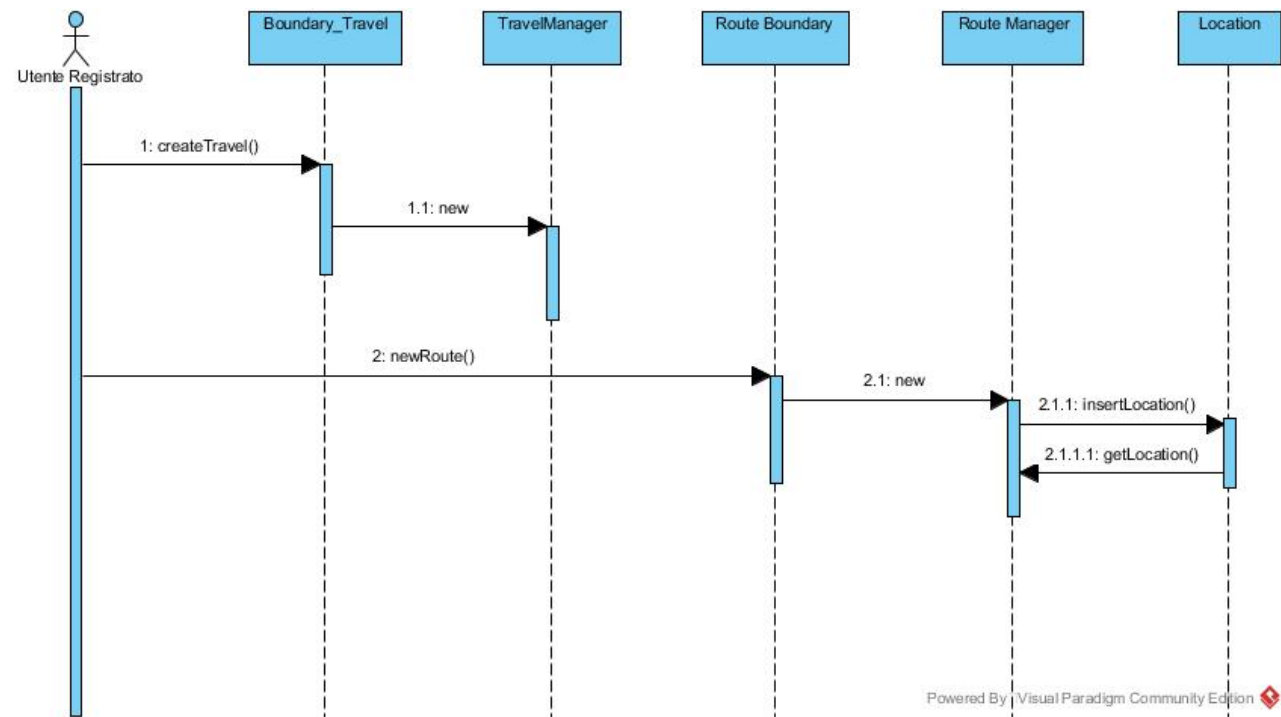 Boundary_Travel
TravelManager
Route Boundary
Route Manager
Location
Utente Registrato
1: createTravel()
1.1: new
2: newRoute()
2.1: new
2.1.1: insertLocation()
2.1.1.1: getLocation()
Powered By Visual Paradigm Community Edition